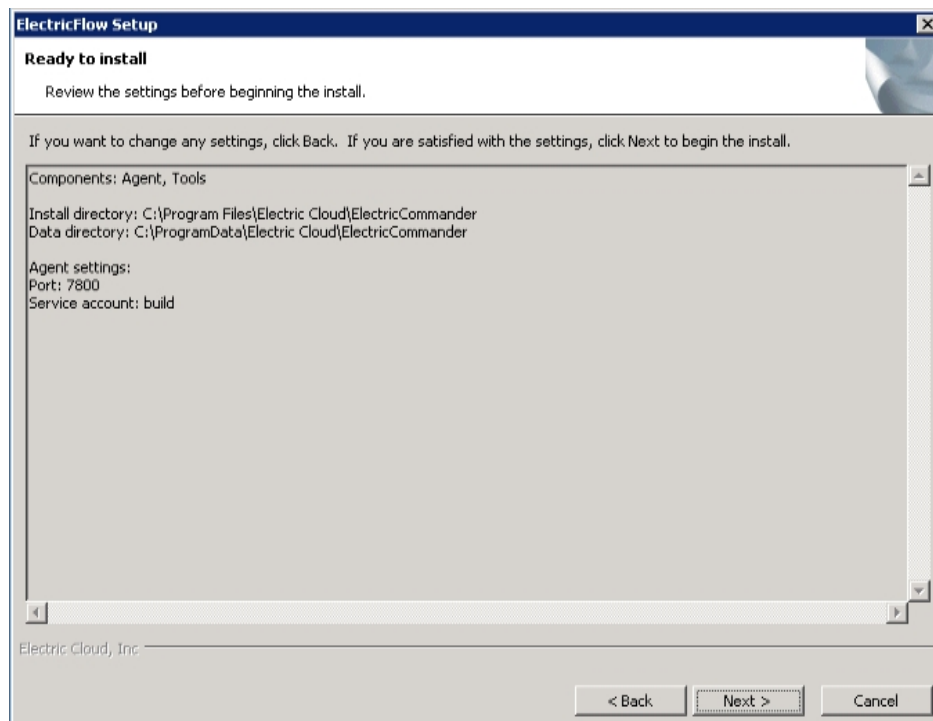 ElectricFlow Setup
Ready to install
Review the settings before beginning the install.
If you want to change any settings, click Back. If you are satisfied with the settings, click Next to begin the install.
Components: Agent, Tools
Install directory: C:\Program Files\Electric Cloud\ElectricCommander
Data directory: C:\ProgramData\Electric Cloud\ElectricCommander
Agent settings:
Port: 7800
Service account: build
Electric Cloud, Inc
< Back
Next >
Cancel